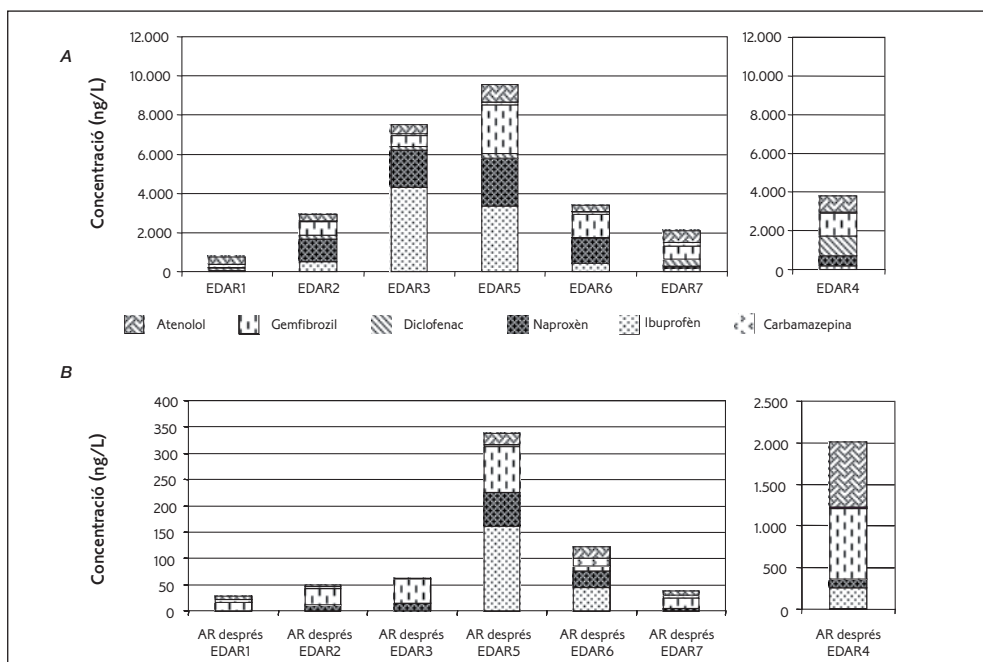 A
Concentració (ng/L)
12.000
10.000
8.000
6.000
4.000
2.000
0
EDAR1 EDAR2 EDAR3 EDAR5 EDAR6 EDAR7
12.000
10.000
8.000
6.000
4.000
2.000
0
EDAR4
Atenolol Gemfibrozil Diclofenac Naproxèn Ibuprofèn Carbamazepina
B
Concentració (ng/L)
400
350
300
250
200
150
100
50
0
AR després AR després AR després AR després AR després AR després
EDAR1 EDAR2 EDAR3 EDAR5 EDAR6 EDAR7
2.500
2.000
1.500
1.000
500
0
AR després
EDAR4